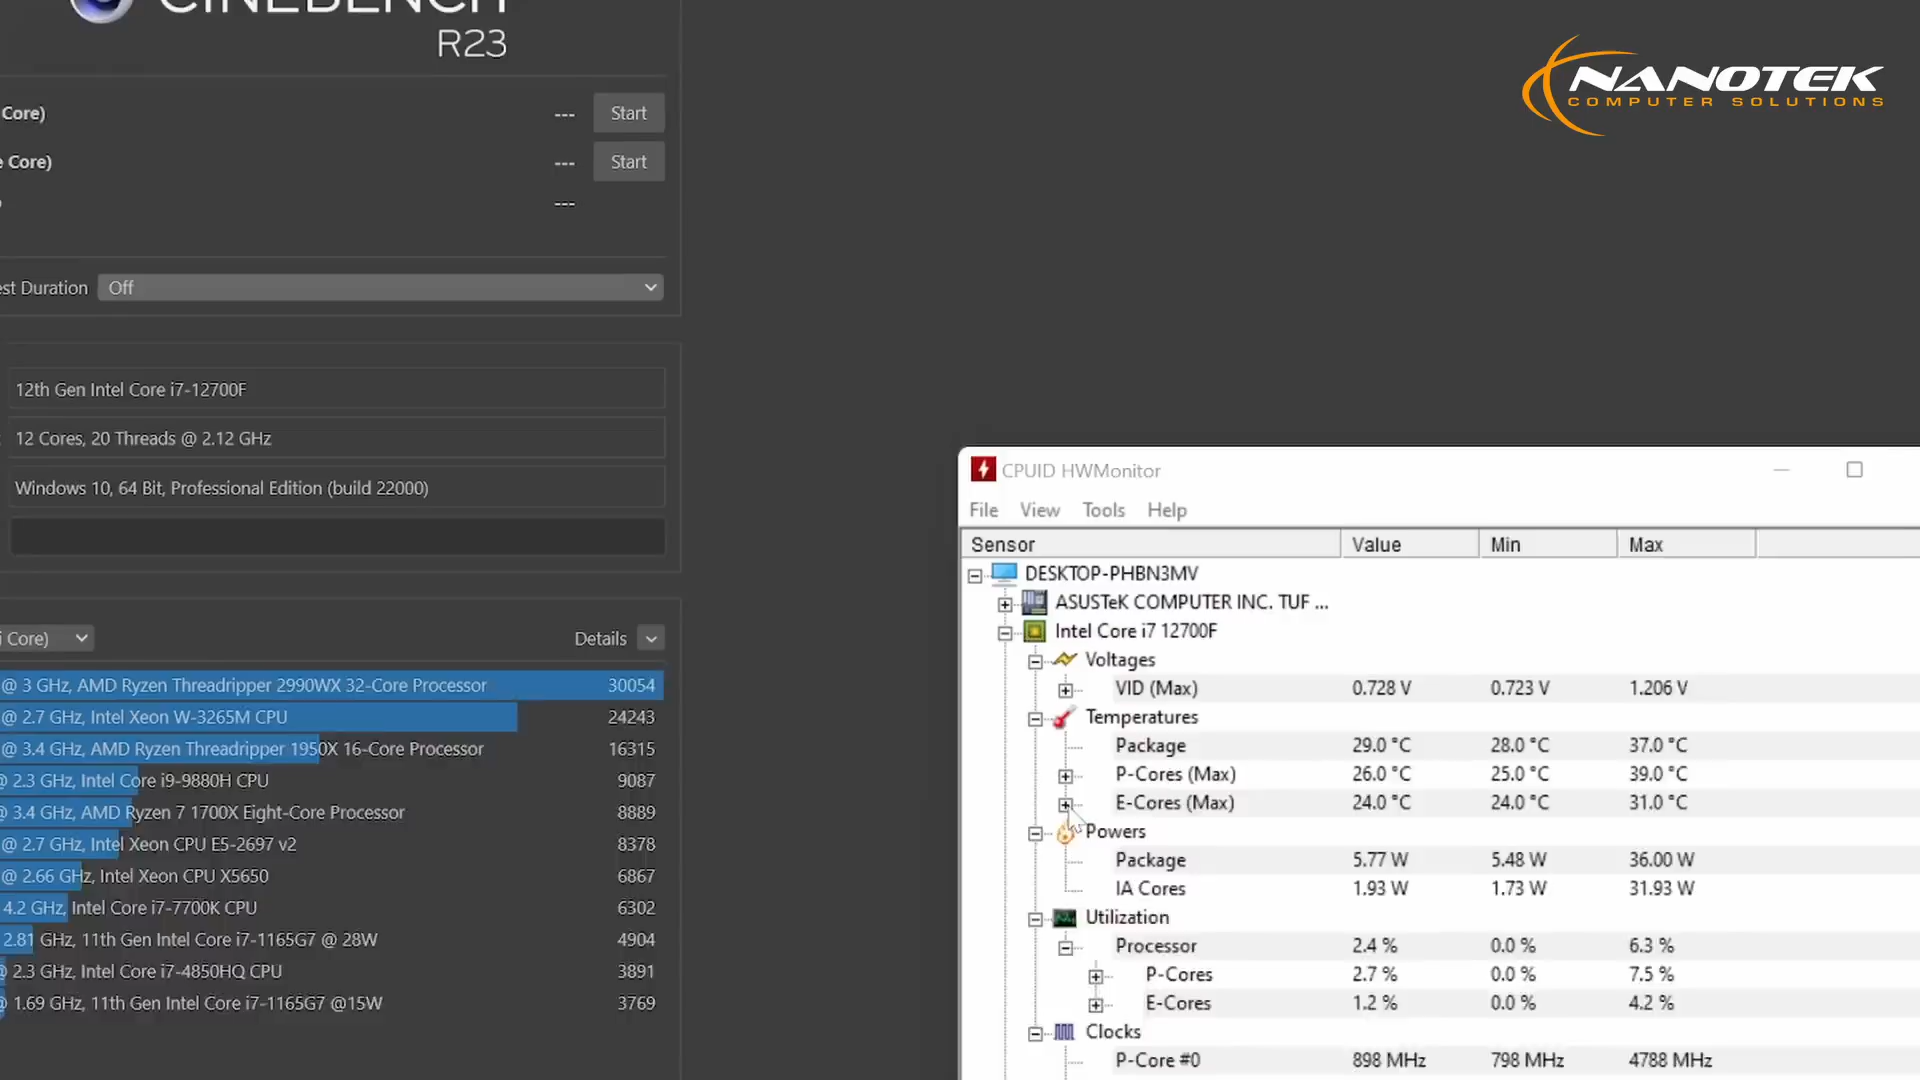 CINEBENCH
R23
Core)
--- Start
e Core)
--- Start
---
est Duration Off
12th Gen Intel Core i7-12700F
12 Cores, 20 Threads @ 2.12 GHz
Windows 10, 64 Bit, Professional Edition (build 22000)
i Core) Details
@ 3 GHz, AMD Ryzen Threadripper 2990WX 32-Core Processor 30054
@ 2.7 GHz, Intel Xeon W-3265M CPU 24243
@ 3.4 GHz, AMD Ryzen Threadripper 1950X 16-Core Processor 16315
@ 2.3 GHz, Intel Core i9-9880H CPU 9087
@ 3.4 GHz, AMD Ryzen 7 1700X Eight-Core Processor 8889
@ 2.7 GHz, Intel Xeon CPU E5-2697 v2 8378
@ 2.66 GHz, Intel Xeon CPU X5650 6867
4.2 GHz, Intel Core i7-7700K CPU 6302
2.81 GHz, 11th Gen Intel Core i7-1165G7 @ 28W 4904
@ 2.3 GHz, Intel Core i7-4850HQ CPU 3891
@ 1.69 GHz, 11th Gen Intel Core i7-1165G7 @15W 3769
NANOTEK
COMPUTER SOLUTIONS
CPUID HWMonitor
File View Tools Help
Sensor Value Min Max
DESKTOP-PHBN3MV
ASUSTeK COMPUTER INC. TUF ...
Intel Core i7 12700F
Voltages
VID (Max) 0.728 V 0.723 V 1.206 V
Temperatures
Package 29.0 °C 28.0 °C 37.0 °C
P-Cores (Max) 26.0 °C 25.0 °C 39.0 °C
E-Cores (Max) 24.0 °C 24.0 °C 31.0 °C
Powers
Package 5.77 W 5.48 W 36.00 W
IA Cores 1.93 W 1.73 W 31.93 W
Utilization
Processor 2.4 % 0.0 % 6.3 %
P-Cores 2.7 % 0.0 % 7.5 %
E-Cores 1.2 % 0.0 % 4.2 %
Clocks
P-Core #0 898 MHz 798 MHz 4788 MHz